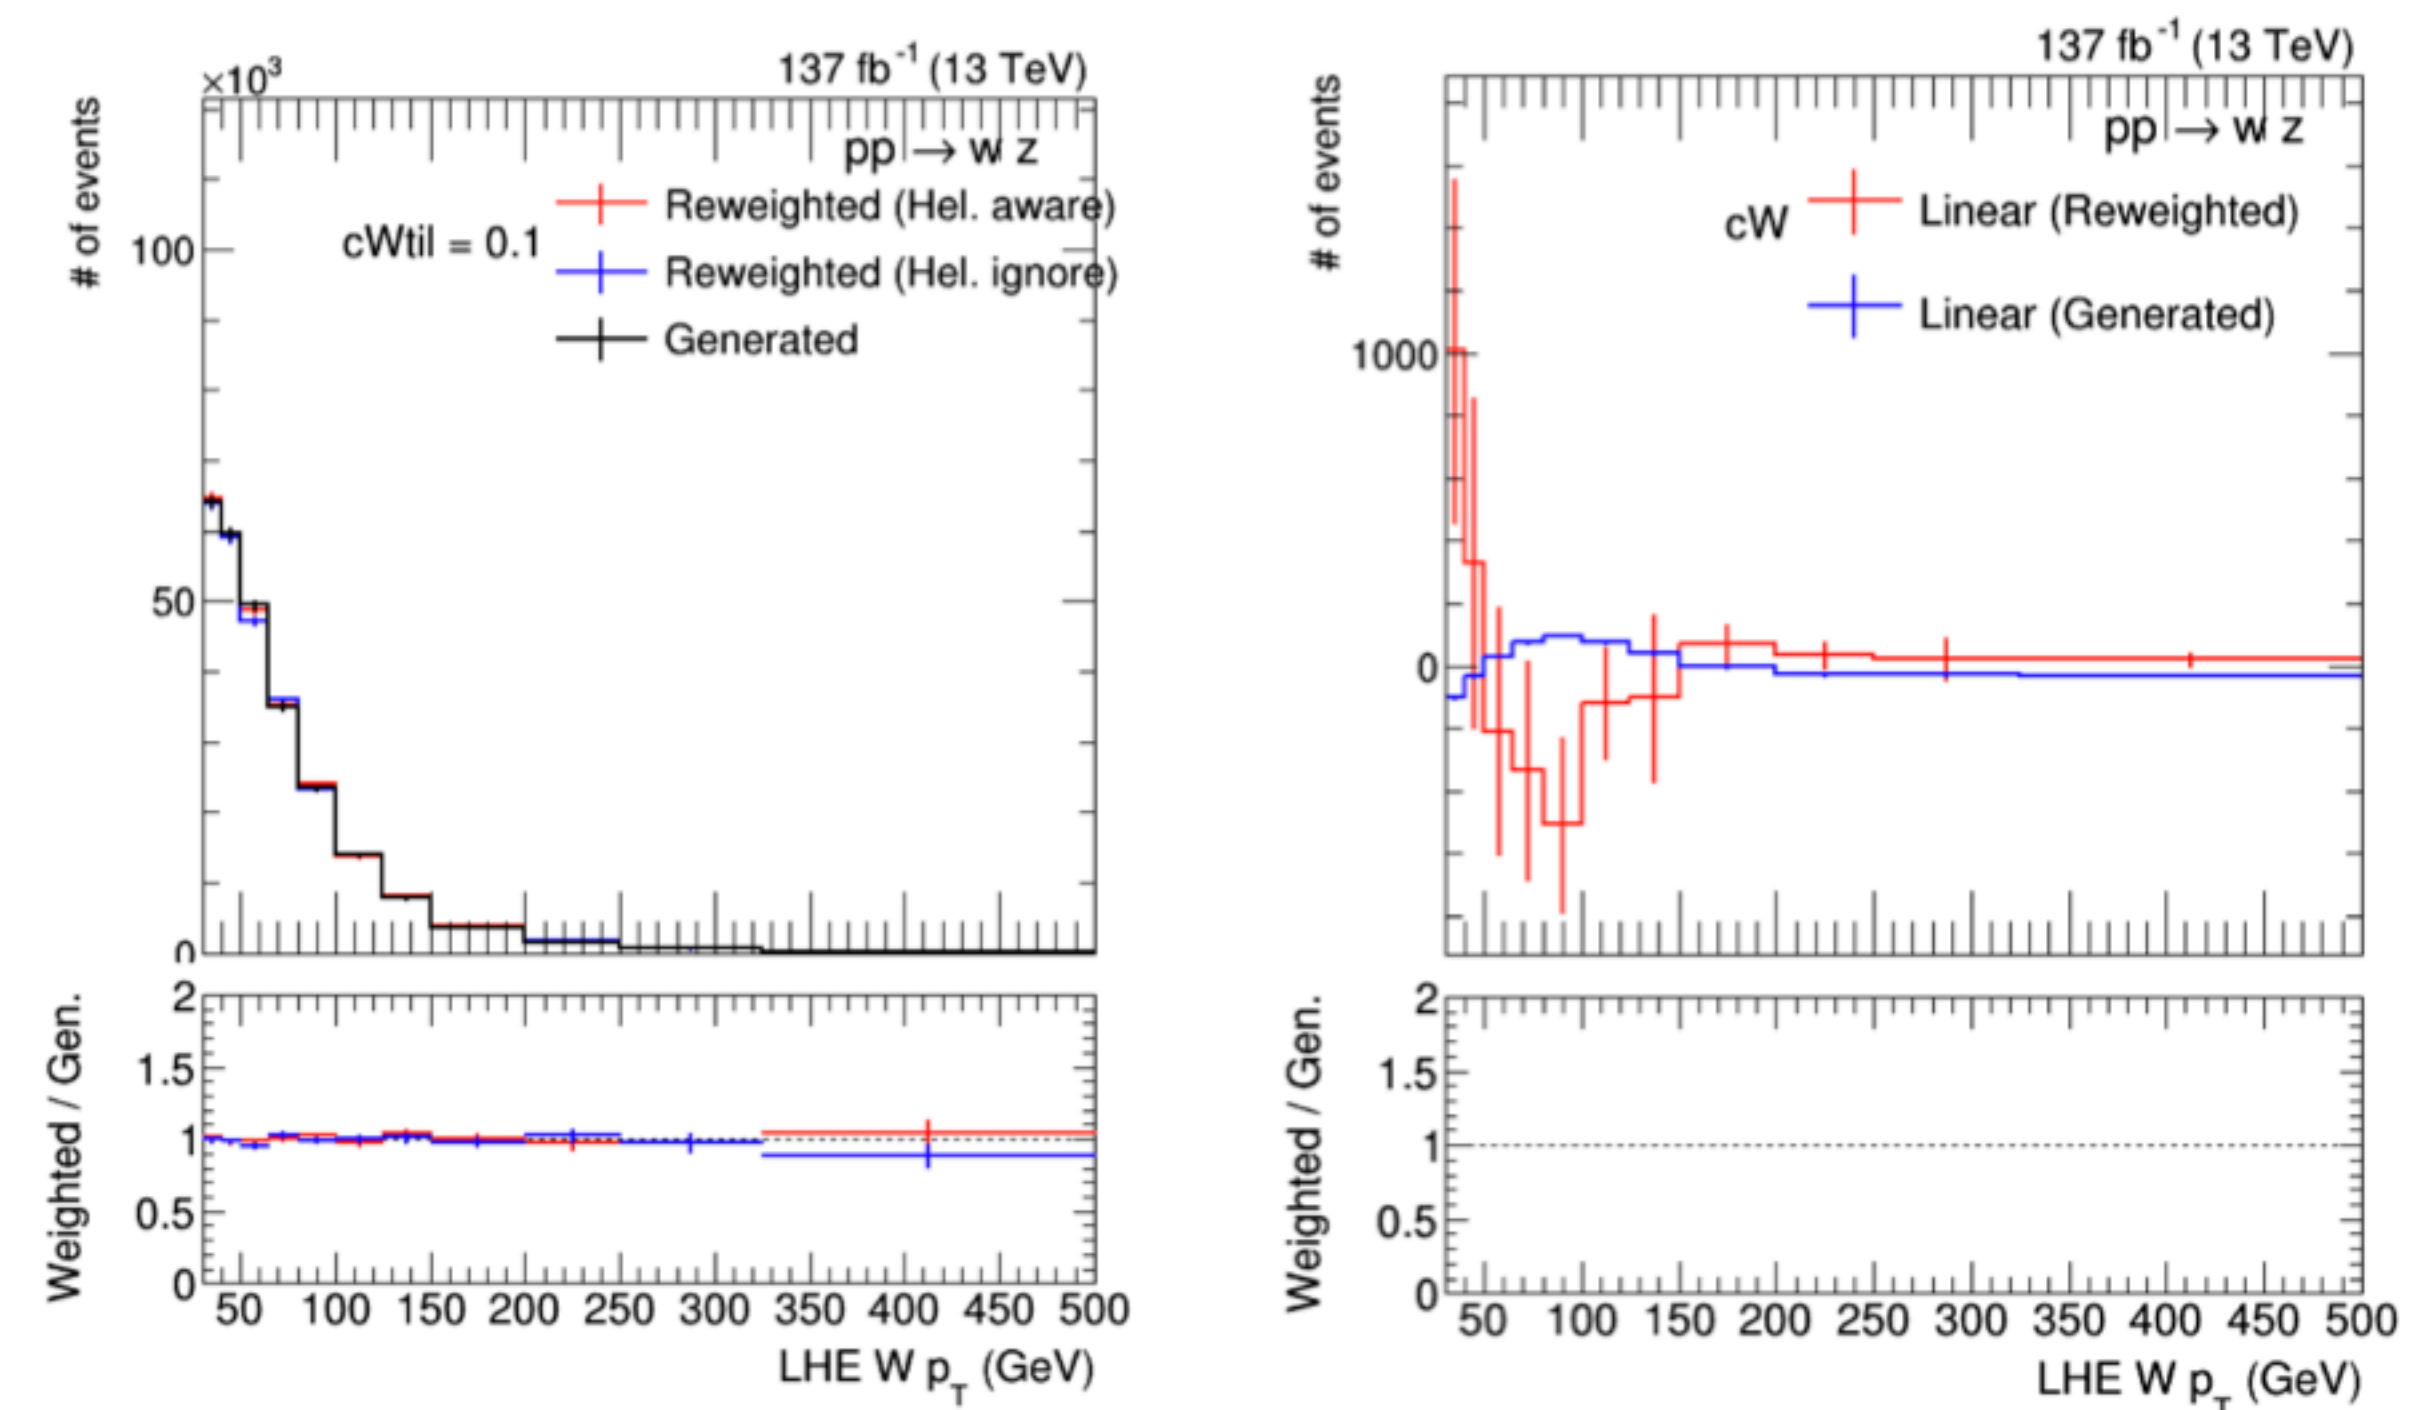 137 fb-1 (13 TeV)
×103
# of events
pp → w z
cWtil = 0.1
Reweighted (Hel. aware)
Reweighted (Hel. ignore)
Generated
100
50
0
Weighted / Gen.
2
1.5
1
0.5
0
50 100 150 200 250 300 350 400 450 500
LHE W pT (GeV)
137 fb-1 (13 TeV)
# of events
pp → w z
cW
Linear (Reweighted)
Linear (Generated)
1000
0
Weighted / Gen.
2
1.5
1
0.5
0
50 100 150 200 250 300 350 400 450 500
LHE W pT (GeV)